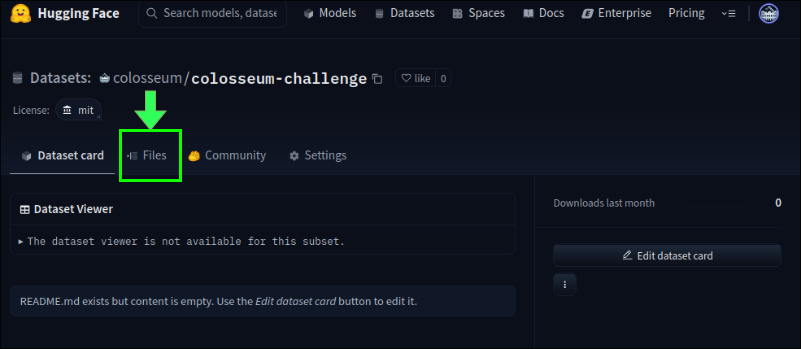 Hugging Face Search models, datase Models Datasets Spaces Docs Enterprise Pricing
Datasets: colosseum/colosseum-challenge like 0
License: mit
Dataset card Files Community Settings
Dataset Viewer
The dataset viewer is not available for this subset.
README.md exists but content is empty. Use the Edit dataset card button to edit it.
Downloads last month 0
Edit dataset card